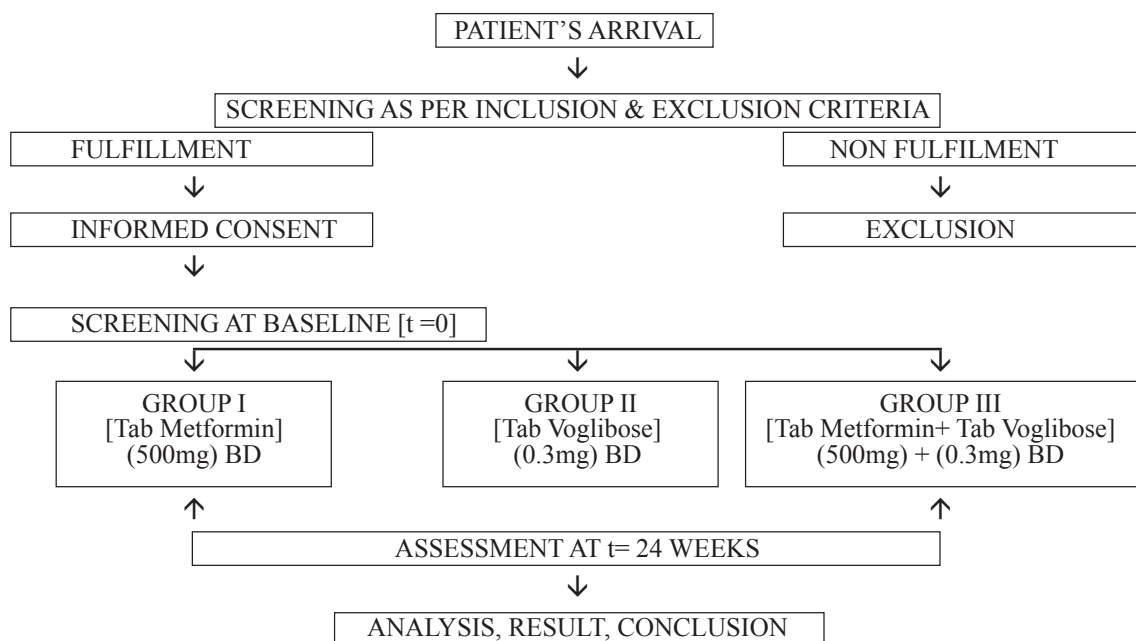 PATIENT’S ARRIVAL
SCREENING AS PER INCLUSION & EXCLUSION CRITERIA
FULFILLMENT
NON FULFILMENT
INFORMED CONSENT
EXCLUSION
SCREENING AT BASELINE [t =0]
GROUP I
[Tab Metformin]
(500mg) BD
GROUP II
[Tab Voglibose]
(0.3mg) BD
GROUP III
[Tab Metformin+ Tab Voglibose]
(500mg) + (0.3mg) BD
ASSESSMENT AT t= 24 WEEKS
ANALYSIS, RESULT, CONCLUSION